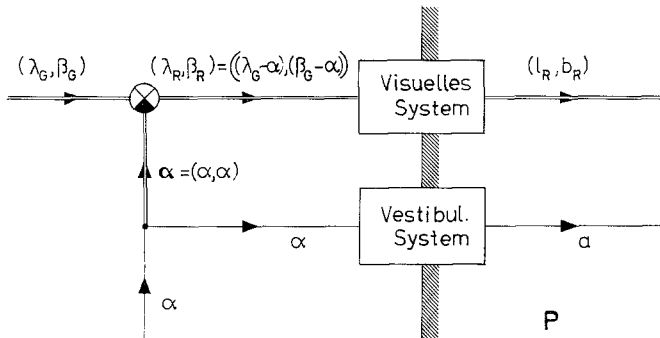 (λ_G, β_G)
(λ_R, β_R) = ((λ_G-α),(β_G-α))
Visuelles
System
(l_R, b_R)
α =(α,α)
Vestibul.
System
α
a
α
P